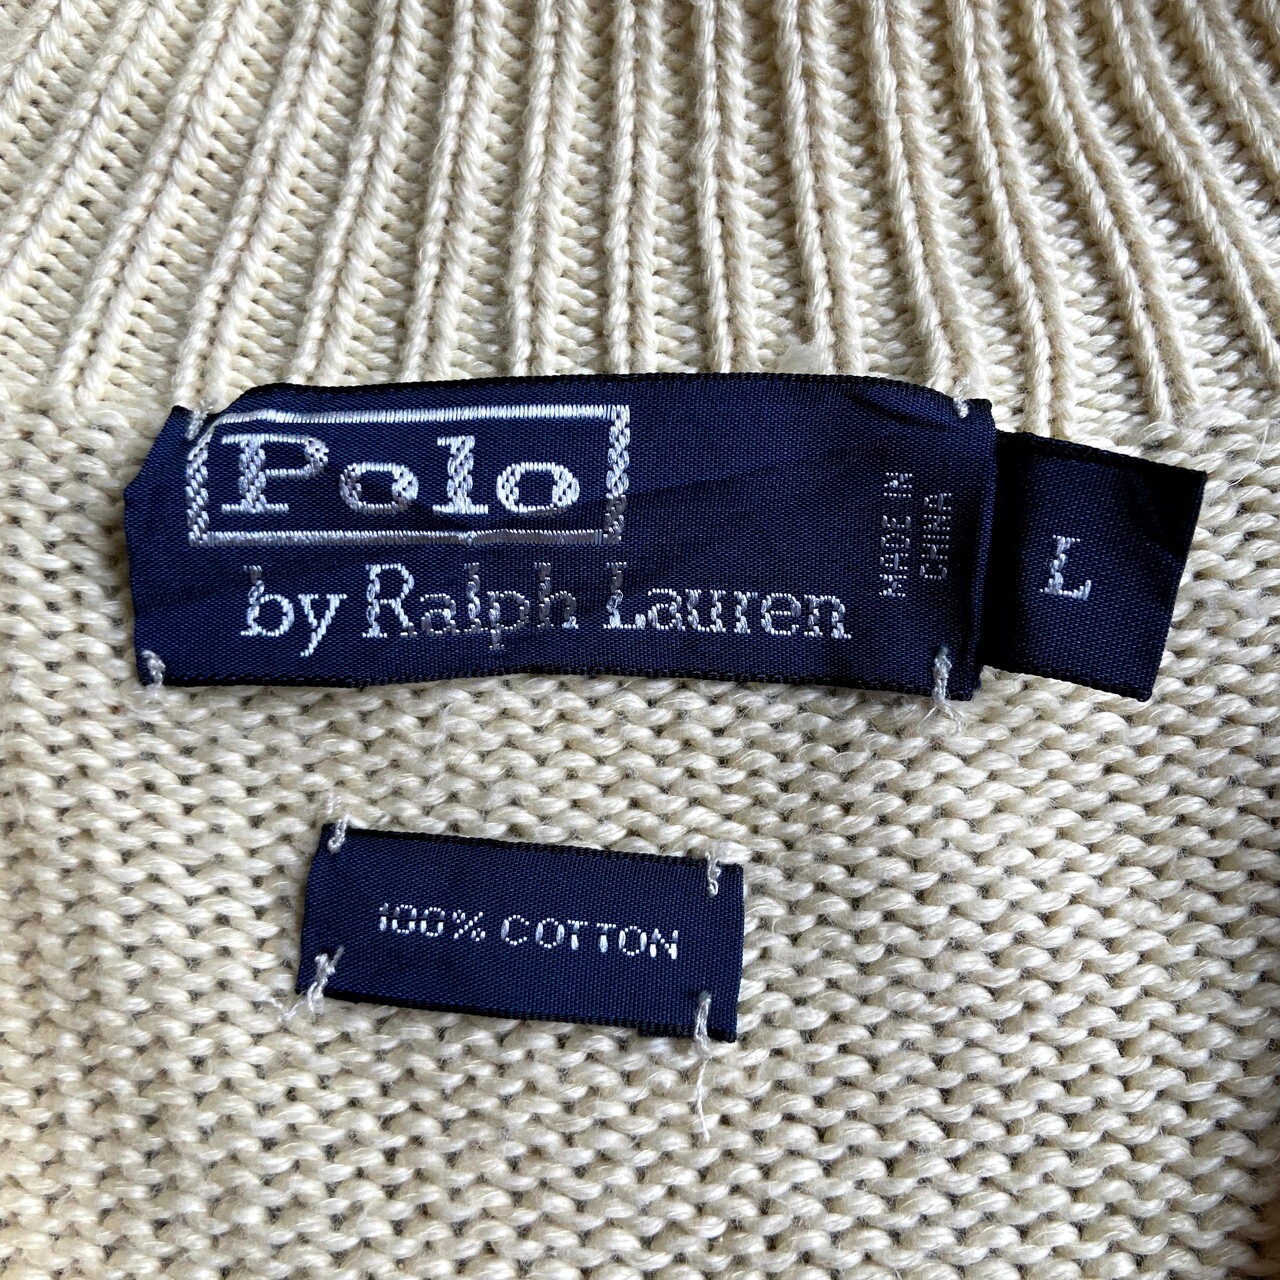 Polo
by Ralph Lauren
MADE IN
CHINA
L
100% COTTON